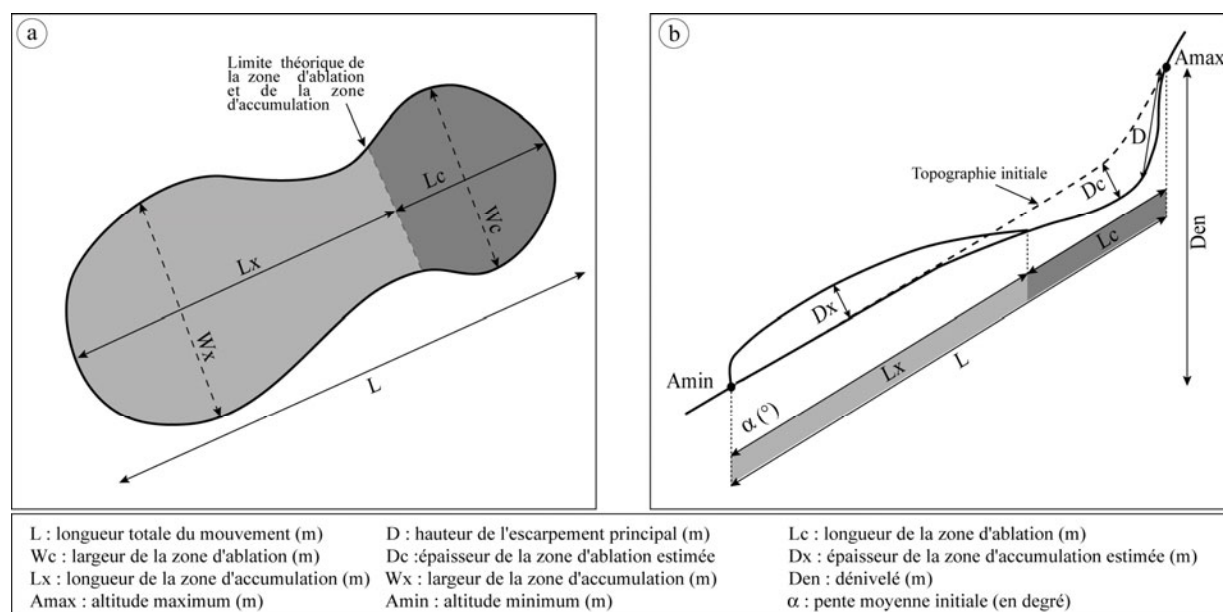 a
Limite théorique de
la zone d'ablation
et de la zone
d'accumulation
Lc
Wc
Lx
Wx
L
b
Amax
D
Topographie initiale
Dc
Den
Lc
Dx
Amin
Lx
L
α (°)
L : longueur totale du mouvement (m)
D : hauteur de l'escarpement principal (m)
Lc : longueur de la zone d'ablation (m)
Wc : largeur de la zone d'ablation (m)
Dc :épaisseur de la zone d'ablation estimée
Dx : épaisseur de la zone d'accumulation estimée (m)
Lx : longueur de la zone d'accumulation (m)
Wx : largeur de la zone d'accumulation (m)
Den : dénivelé (m)
Amax : altitude maximum (m)
Amin : altitude minimum (m)
α : pente moyenne initiale (en degré)